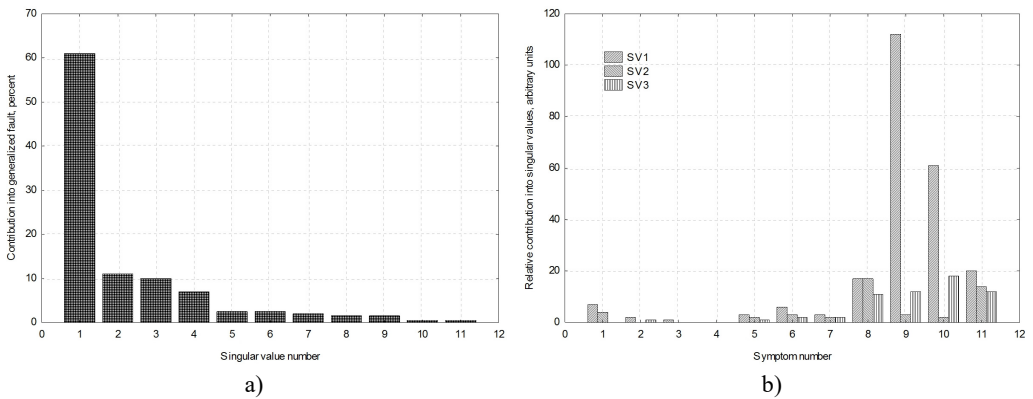 70
60
50
40
30
20
10
0
Contribution into generalized fault, percent
0 1 2 3 4 5 6 7 8 9 10 11 12
Singular value number
a)
120
100
80
60
40
20
0
Relative contribution into singular values, arbitrary units
SV1
SV2
SV3
0 1 2 3 4 5 6 7 8 9 10 11 12
Symptom number
b)